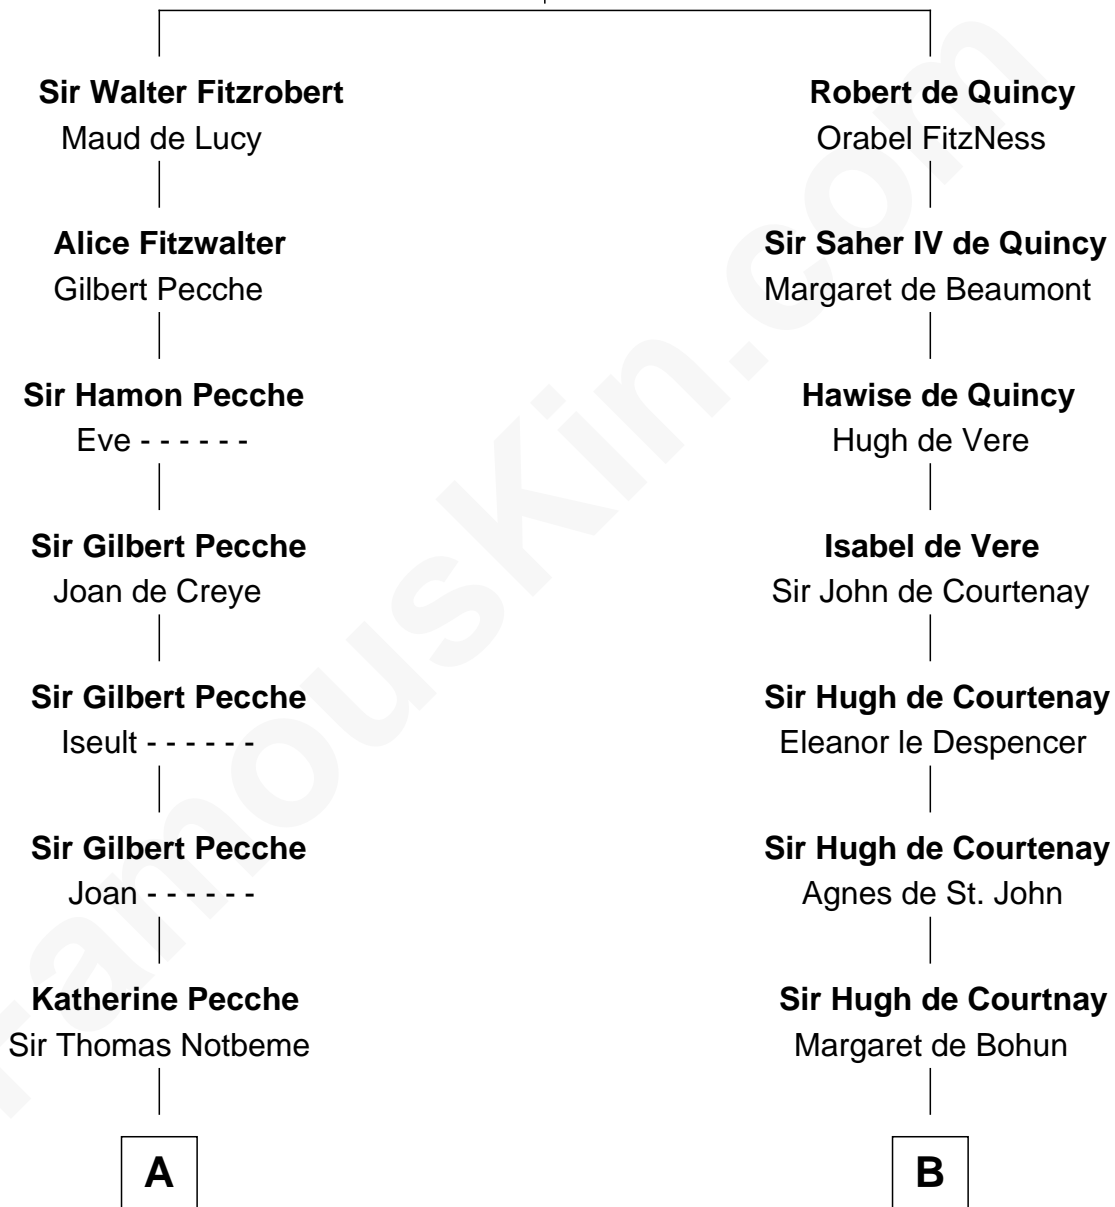 Sir Walter Fitzrobert
Maud de Lucy
Alice Fitzwalter
Gilbert Pecche
Sir Hamon Pecche
Eve - - - - - -
Sir Gilbert Pecche
Joan de Creye
Sir Gilbert Pecche
Iseult - - - - - -
Sir Gilbert Pecche
Joan - - - - - -
Katherine Pecche
Sir Thomas Notbeme
A
Robert de Quincy
Orabel FitzNess
Sir Saher IV de Quincy
Margaret de Beaumont
Hawise de Quincy
Hugh de Vere
Isabel de Vere
Sir John de Courtenay
Sir Hugh de Courtenay
Eleanor le Despencer
Sir Hugh de Courtenay
Agnes de St. John
Sir Hugh de Courtnay
Margaret de Bohun
B
FamousKin.com